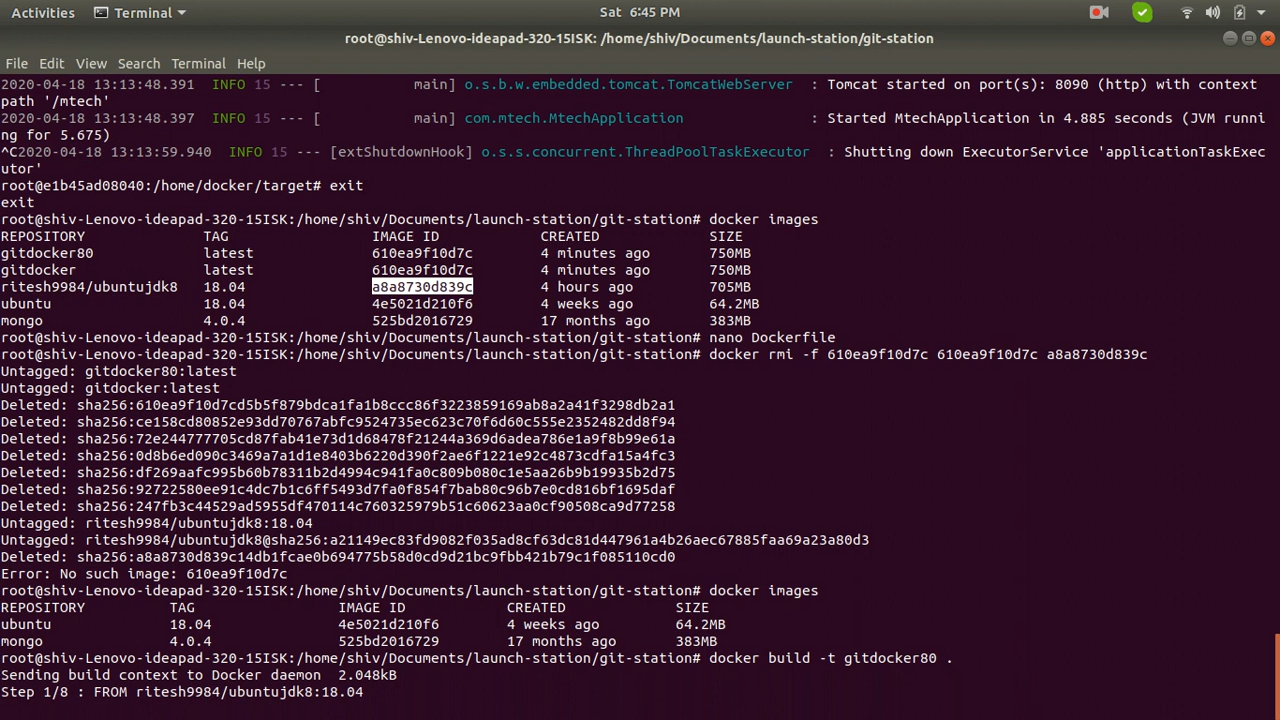 Activities Terminal Sat 6:45 PM
root@shiv-Lenovo-ideapad-320-15ISK: /home/shiv/Documents/launch-station/git-station
File Edit View Search Terminal Help
2020-04-18 13:13:48.391  INFO 15 --- [           main] o.s.b.w.embedded.tomcat.TomcatWebServer  : Tomcat started on port(s): 8090 (http) with context
path '/mtech'
2020-04-18 13:13:48.397  INFO 15 --- [           main] com.mtech.MtechApplication               : Started MtechApplication in 4.885 seconds (JVM runni
ng for 5.675)
^C2020-04-18 13:13:59.940  INFO 15 --- [extShutdownHook] o.s.s.concurrent.ThreadPoolTaskExecutor  : Shutting down ExecutorService 'applicationTaskExec
utor'
root@e1b45ad08040:/home/docker/target# exit
exit
root@shiv-Lenovo-ideapad-320-15ISK:/home/shiv/Documents/launch-station/git-station# docker images
REPOSITORY              TAG                 IMAGE ID            CREATED             SIZE
gitdocker80             latest              610ea9f10d7c        4 minutes ago       750MB
gitdocker               latest              610ea9f10d7c        4 minutes ago       750MB
ritesh9984/ubuntujdk8   18.04               a8a8730d839c        4 hours ago         705MB
ubuntu                  18.04               4e5021d210f6        4 weeks ago         64.2MB
mongo                   4.0.4               525bd2016729        17 months ago       383MB
root@shiv-Lenovo-ideapad-320-15ISK:/home/shiv/Documents/launch-station/git-station# nano Dockerfile
root@shiv-Lenovo-ideapad-320-15ISK:/home/shiv/Documents/launch-station/git-station# docker rmi -f 610ea9f10d7c 610ea9f10d7c a8a8730d839c
Untagged: gitdocker80:latest
Untagged: gitdocker:latest
Deleted: sha256:610ea9f10d7cd5b5f879bdca1fa1b8ccc86f3223859169ab8a2a41f3298db2a1
Deleted: sha256:ce158cd80852e93dd70767abfc9524735ec623c70f6d60c555e2352482dd8f94
Deleted: sha256:72e244777705cd87fab41e73d1d68478f21244a369d6adea786e1a9f8b99e61a
Deleted: sha256:0d8b6ed090c3469a7a1d1e8403b6220d390f2ae6f1221e92c4873cdfa15a4fc3
Deleted: sha256:df269aafc995b60b78311b2d4994c941fa0c809b080c1e5aa26b9b19935b2d75
Deleted: sha256:92722580ee91c4dc7b1c6ff5493d7fa0f854f7bab80c96b7e0cd816bf1695daf
Deleted: sha256:247fb3c44529ad5955df470114c760325979b51c60623aa0cf90508ca9d77258
Untagged: ritesh9984/ubuntujdk8:18.04
Untagged: ritesh9984/ubuntujdk8@sha256:a21149ec83fd9082f035ad8cf63dc81d447961a4b26aec67885faa69a23a80d3
Deleted: sha256:a8a8730d839c14db1fcae0b694775b58d0cd9d21bc9fbb421b79c1f085110cd0
Error: No such image: 610ea9f10d7c
root@shiv-Lenovo-ideapad-320-15ISK:/home/shiv/Documents/launch-station/git-station# docker images
REPOSITORY          TAG                 IMAGE ID            CREATED             SIZE
ubuntu              18.04               4e5021d210f6        4 weeks ago         64.2MB
mongo               4.0.4               525bd2016729        17 months ago       383MB
root@shiv-Lenovo-ideapad-320-15ISK:/home/shiv/Documents/launch-station/git-station# docker build -t gitdocker80 .
Sending build context to Docker daemon  2.048kB
Step 1/8 : FROM ritesh9984/ubuntujdk8:18.04